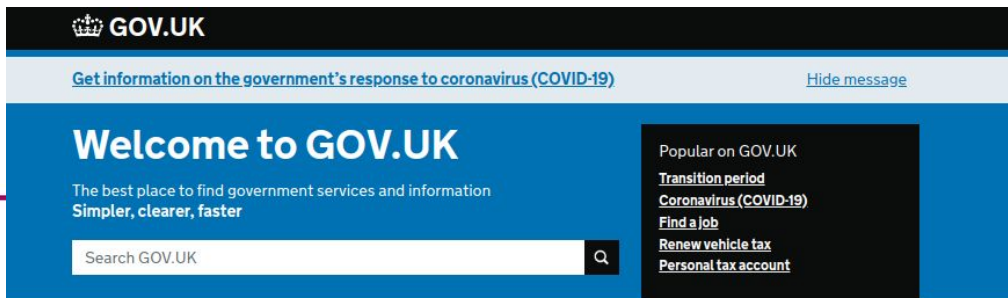 GOV.UK
Get information on the government's response to coronavirus (COVID-19)
Hide message
Welcome to GOV.UK
The best place to find government services and information
Simpler, clearer, faster
Search GOV.UK
Popular on GOV.UK
Transition period
Coronavirus (COVID-19)
Find a job
Renew vehicle tax
Personal tax account